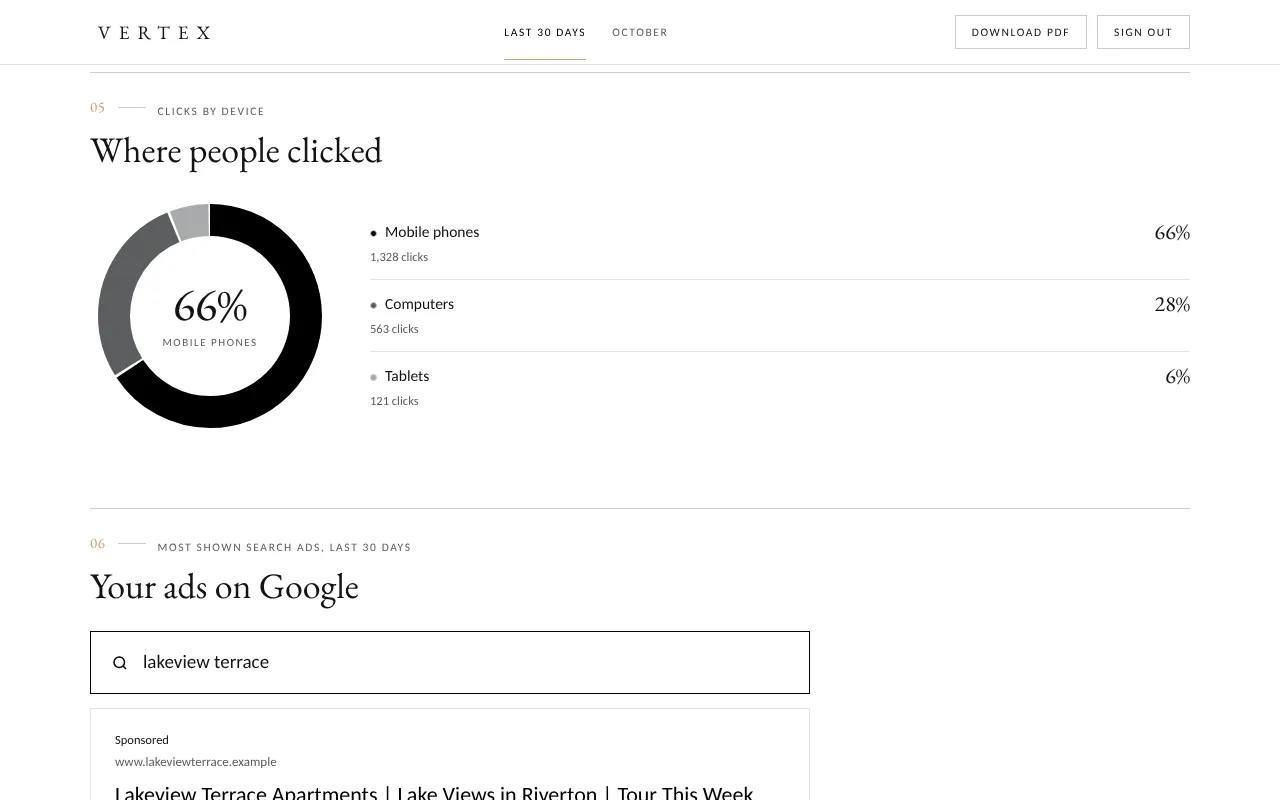 VERTEX
LAST 30 DAYS
OCTOBER
DOWNLOAD PDF
SIGN OUT
05
CLICKS BY DEVICE
Where people clicked
66%
MOBILE PHONES
Mobile phones
66%
1,328 clicks
Computers
28%
563 clicks
Tablets
6%
121 clicks
06
MOST SHOWN SEARCH ADS, LAST 30 DAYS
Your ads on Google
lakeview terrace
Sponsored
www.lakeviewterrace.example
Lakeview Terrace Apartments | Lake Views in Riverton | Tour This Week